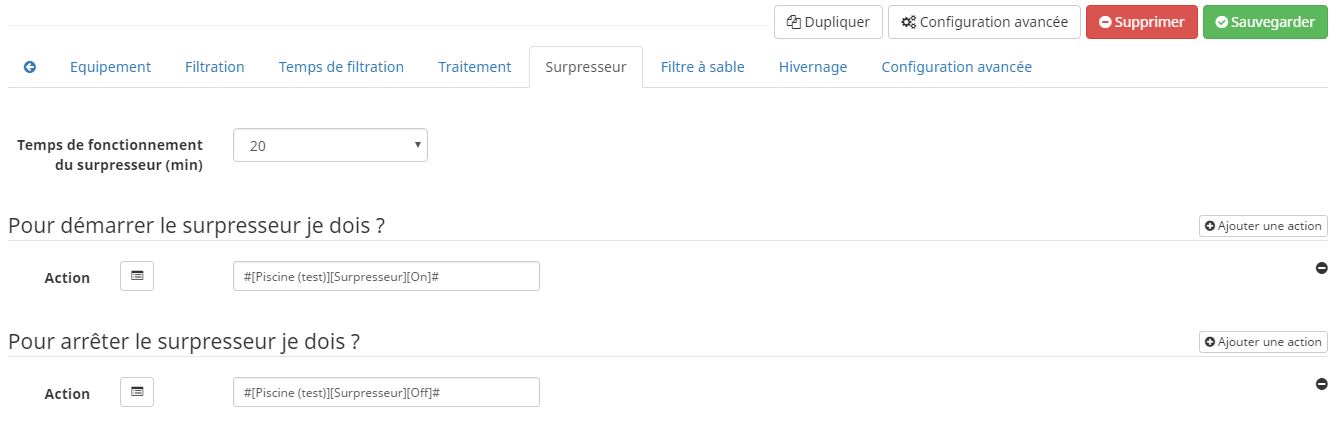 Dupliquer Configuration avancée Supprimer Sauvegarder
Equipement Filtration Temps de filtration Traitement Surpresseur Filtre à sable Hivernage Configuration avancée
Temps de fonctionnement
du surpresseur (min)
20
Pour démarrer le surpresseur je dois ?
Ajouter une action
Action
#[Piscine (test)][Surpresseur][On]#
Pour arrêter le surpresseur je dois ?
Ajouter une action
Action
#[Piscine (test)][Surpresseur][Off]#